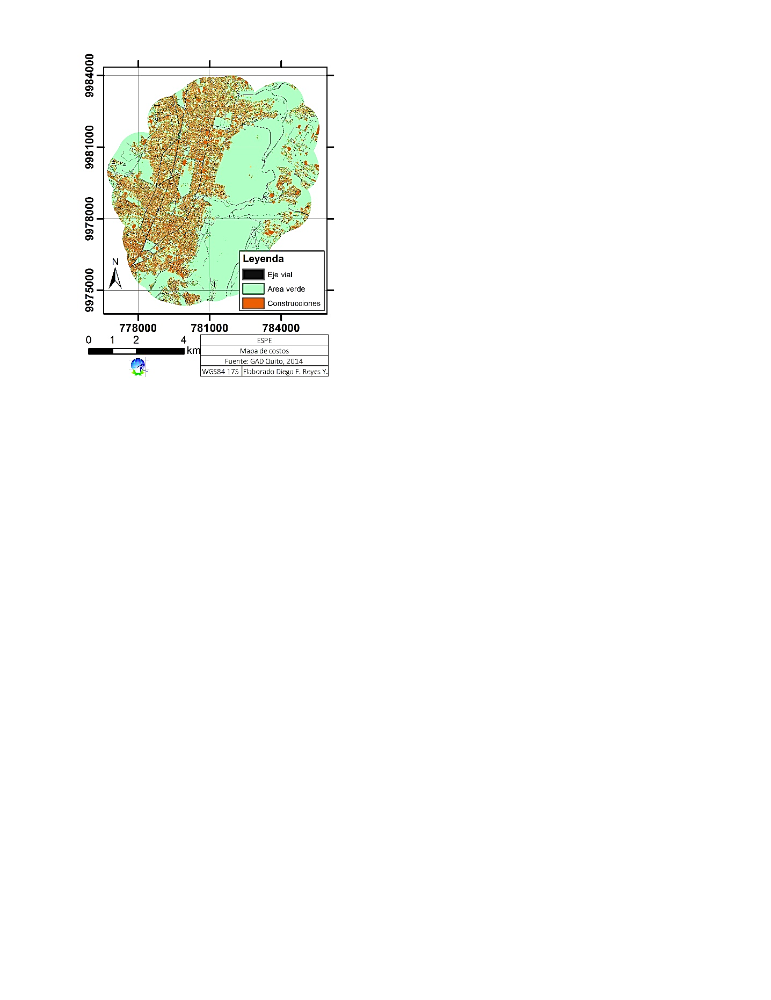 9984000
9981000
9978000
9975000
N
Leyenda
Eje vial
Area verde
Construcciones
778000 781000 784000
0 1 2 4
km
ESPE
Mapa de costos
Fuente: GAD Quito, 2014
WGS84 17S Elaborado Diego F. Reyes Y.